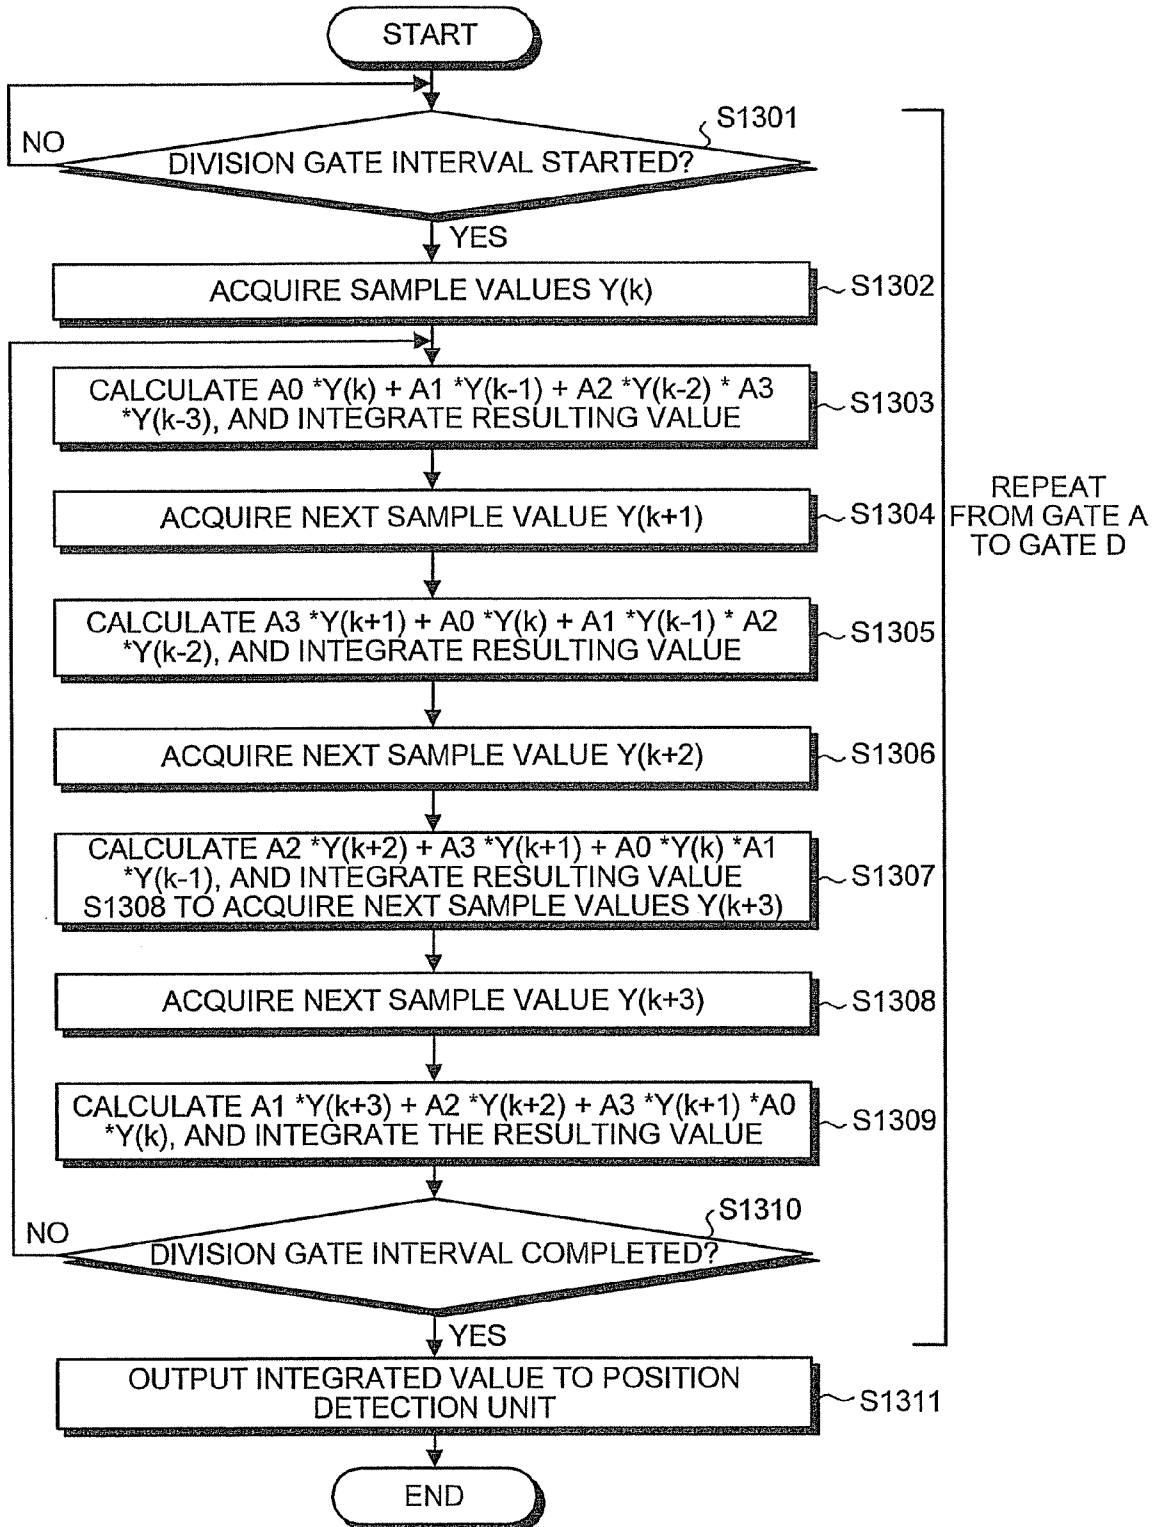 START
NO
S1301
DIVISION GATE INTERVAL STARTED?
YES
ACQUIRE SAMPLE VALUES Y(k)
S1302
CALCULATE A0 *Y(k) + A1 *Y(k-1) + A2 *Y(k-2) * A3
*Y(k-3), AND INTEGRATE RESULTING VALUE
S1303
ACQUIRE NEXT SAMPLE VALUE Y(k+1)
S1304
REPEAT
FROM GATE A
TO GATE D
CALCULATE A3 *Y(k+1) + A0 *Y(k) + A1 *Y(k-1) * A2
*Y(k-2), AND INTEGRATE RESULTING VALUE
S1305
ACQUIRE NEXT SAMPLE VALUE Y(k+2)
S1306
CALCULATE A2 *Y(k+2) + A3 *Y(k+1) + A0 *Y(k) *A1
*Y(k-1), AND INTEGRATE RESULTING VALUE
S1308 TO ACQUIRE NEXT SAMPLE VALUES Y(k+3)
S1307
ACQUIRE NEXT SAMPLE VALUE Y(k+3)
S1308
CALCULATE A1 *Y(k+3) + A2 *Y(k+2) + A3 *Y(k+1) *A0
*Y(k), AND INTEGRATE THE RESULTING VALUE
S1309
NO
S1310
DIVISION GATE INTERVAL COMPLETED?
YES
OUTPUT INTEGRATED VALUE TO POSITION
DETECTION UNIT
S1311
END